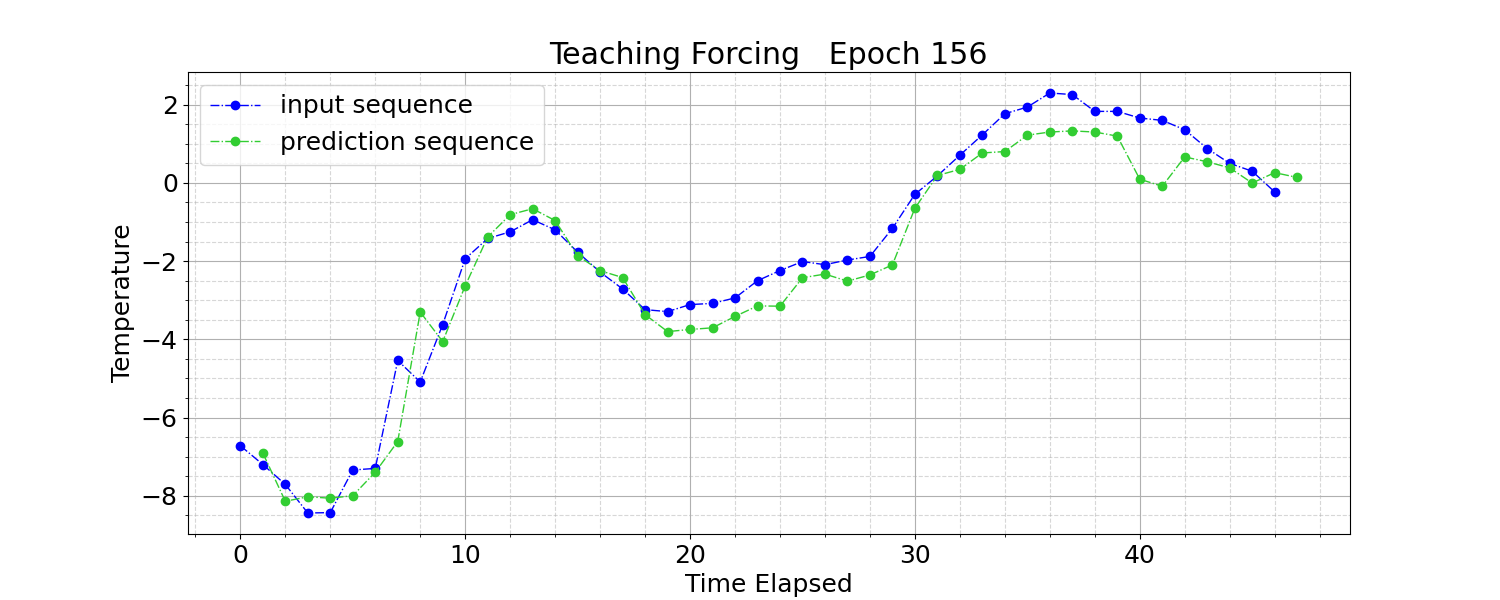 Teaching Forcing   Epoch 156
input sequence
prediction sequence
2
0
−2
−4
−6
−8
Temperature
0 10 20 30 40
Time Elapsed